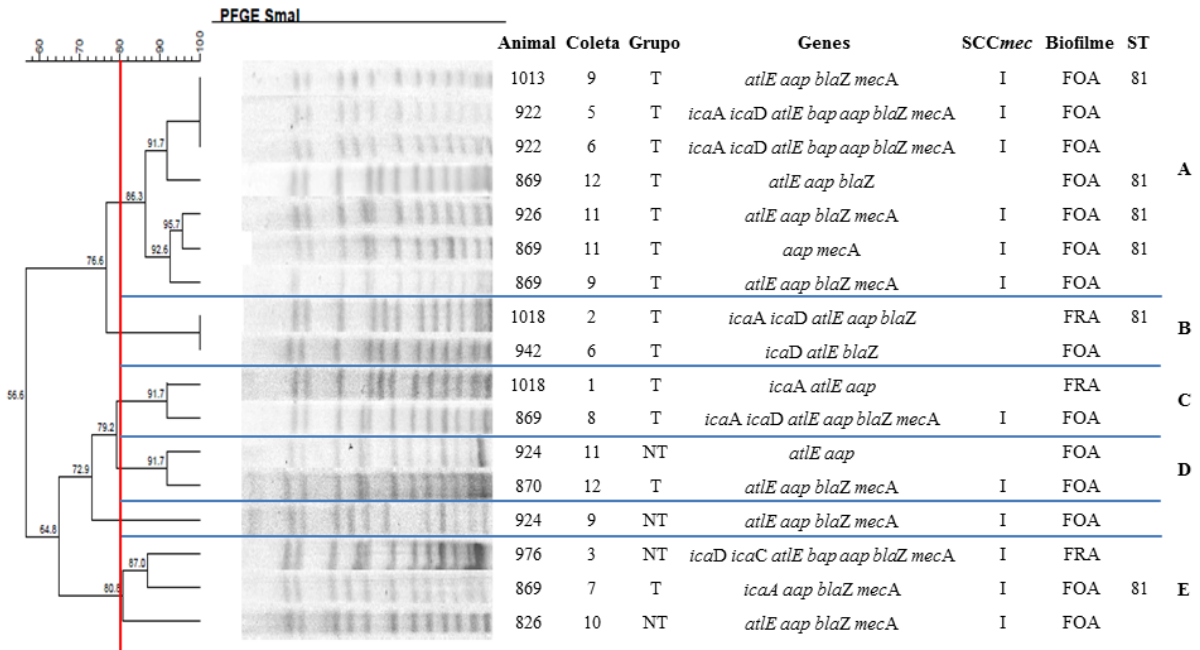 PFGE SmaI
60 70 80 90 100
Animal Coleta Grupo Genes SCCmec Biofilme ST
1013 9 T atlE aap blaZ mecA I FOA 81
922 5 T icaA icaD atlE bap aap blaZ mecA I FOA
922 6 T icaA icaD atlE bap aap blaZ mecA I FOA
91.7
A
869 12 T atlE aap blaZ FOA 81
86.3
926 11 T atlE aap blaZ mecA I FOA 81
95.7
869 11 T aap mecA I FOA 81
92.6
76.6
869 9 T atlE aap blaZ mecA I FOA
1018 2 T icaA icaD atlE aap blaZ FRA 81
B
942 6 T icaD atlE blaZ FOA
1018 1 T icaA atlE aap FRA
91.7
56.6
C
869 8 T icaA icaD atlE aap blaZ mecA I FOA
79.2
924 11 NT atlE aap FOA
91.7
72.9
D
870 12 T atlE aap blaZ mecA I FOA
924 9 NT atlE aap blaZ mecA I FOA
64.8
976 3 NT icaD icaC atlE bap aap blaZ mecA I FRA
87.0
869 7 T icaA aap blaZ mecA I FOA 81
80.6
E
826 10 NT atlE aap blaZ mecA I FOA